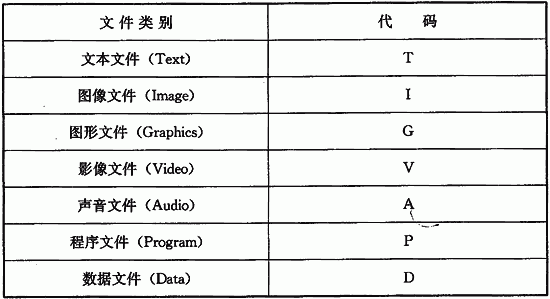 文件类别 代码
文本文件（Text） T
图像文件（Image） I
图形文件（Graphics） G
影像文件（Video） V
声音文件（Audio） A
程序文件（Program） P
数据文件（Data） D